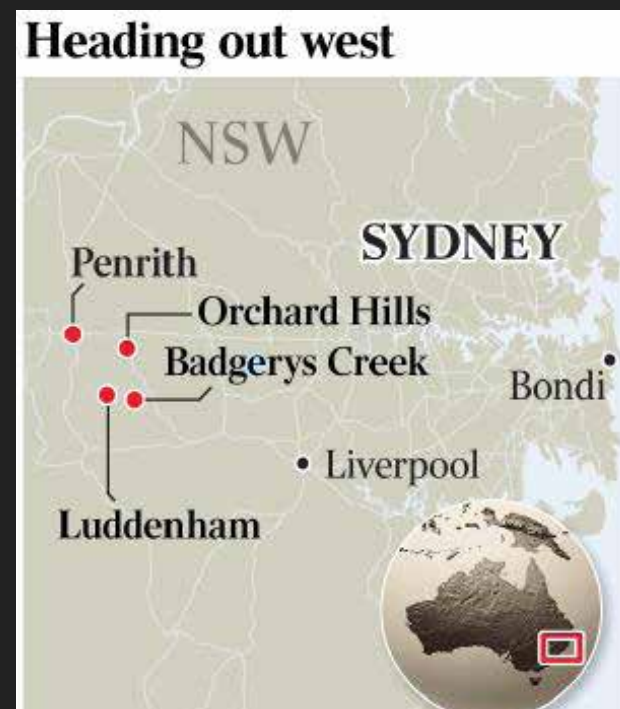 Heading out west
NSW
SYDNEY
Penrith
Orchard Hills
Badgerys Creek
Bondi
Liverpool
Luddenham